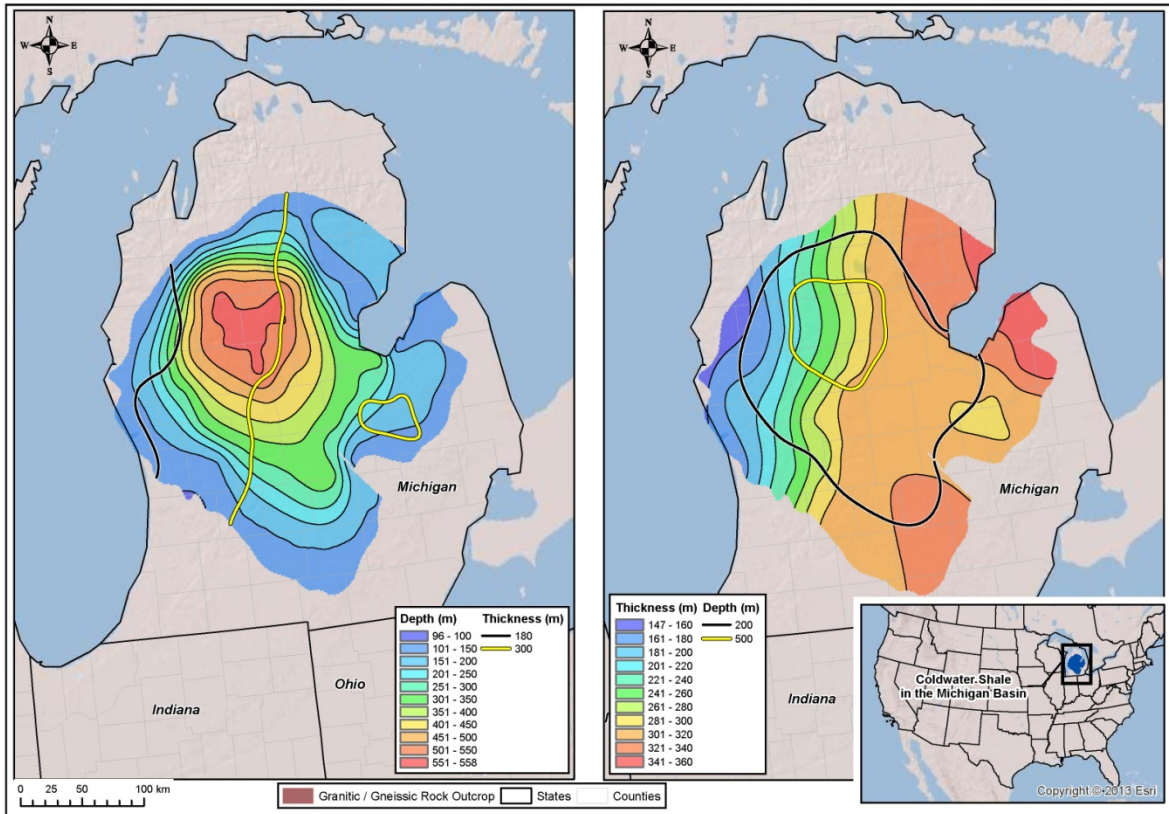 N
W E
S
Michigan
Indiana
Ohio
Depth (m)
96 - 100
101 - 150
151 - 200
201 - 250
251 - 300
301 - 350
351 - 400
401 - 450
451 - 500
501 - 550
551 - 558
Thickness (m)
180
300
N
W E
S
Michigan
Indiana
Thickness (m)
147 - 160
161 - 180
181 - 200
201 - 220
221 - 240
241 - 260
261 - 280
281 - 300
301 - 320
321 - 340
341 - 360
Depth (m)
200
500
Coldwater Shale
in the Michigan Basin
Copyright © 2013 Esri
0 25 50 100 km
Granitic / Gneissic Rock Outcrop States Counties